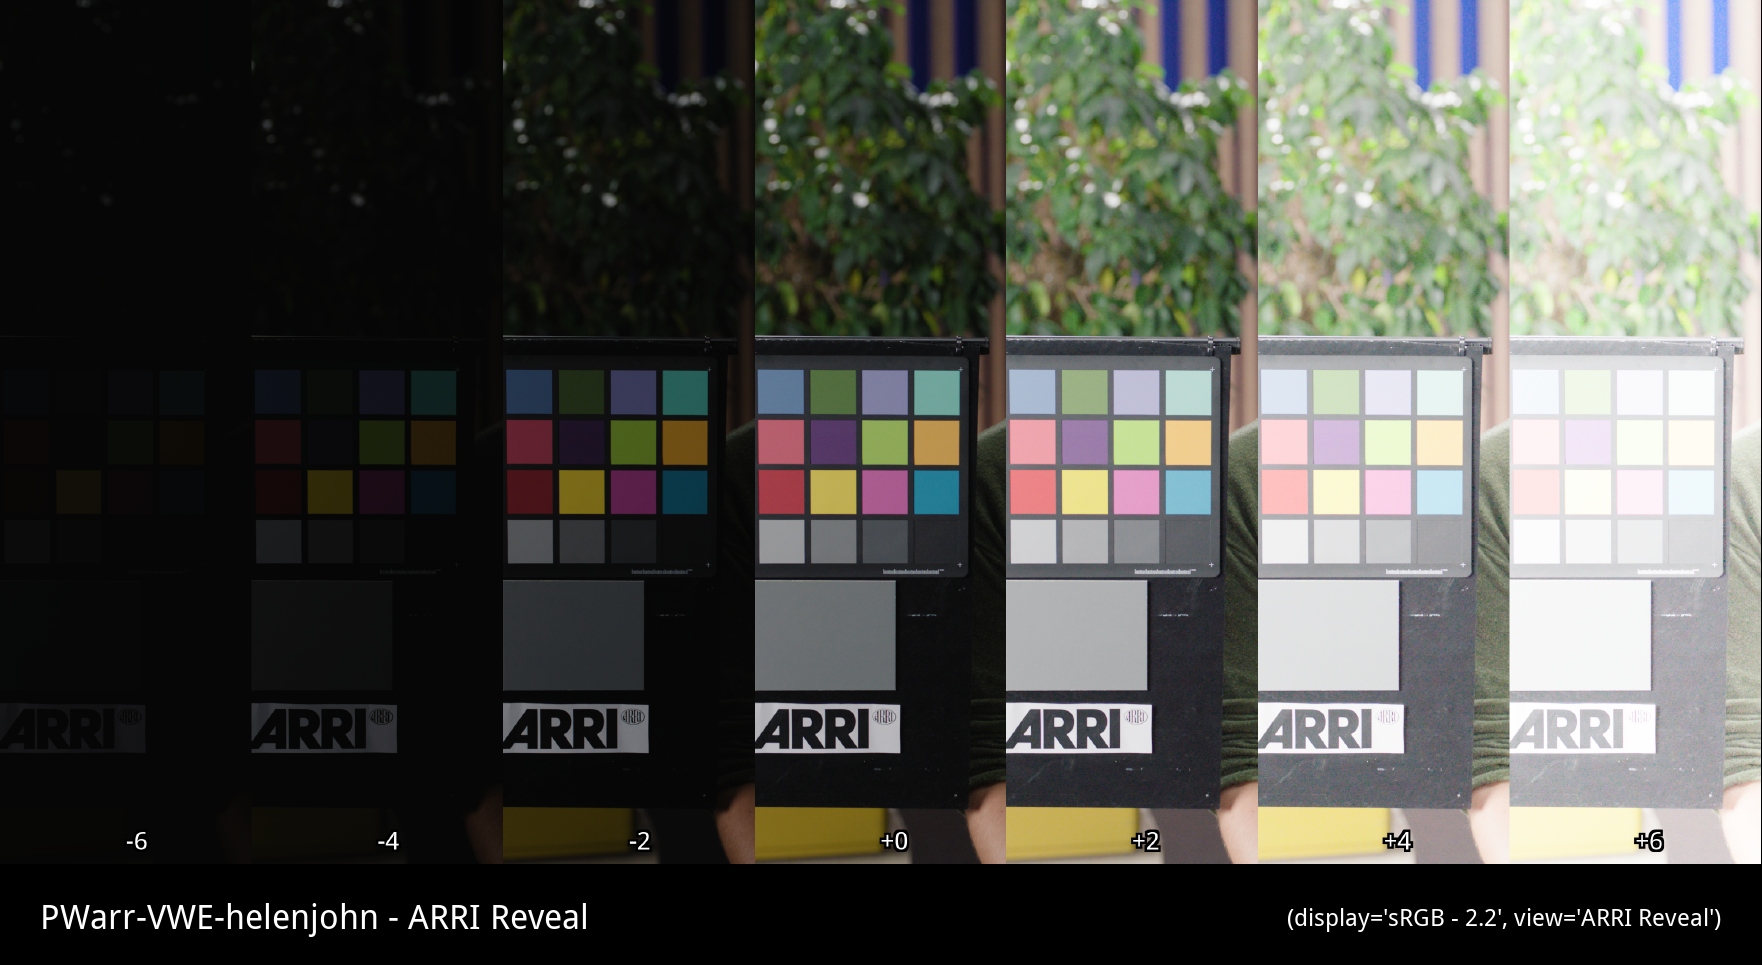 ARRI ARRI ARRI ARRI ARRI ARRI ARRI
-6 -4 -2 +0 +2 +4 +6
PWarr-VWE-helenjohn - ARRI Reveal
(display='sRGB - 2.2', view='ARRI Reveal')